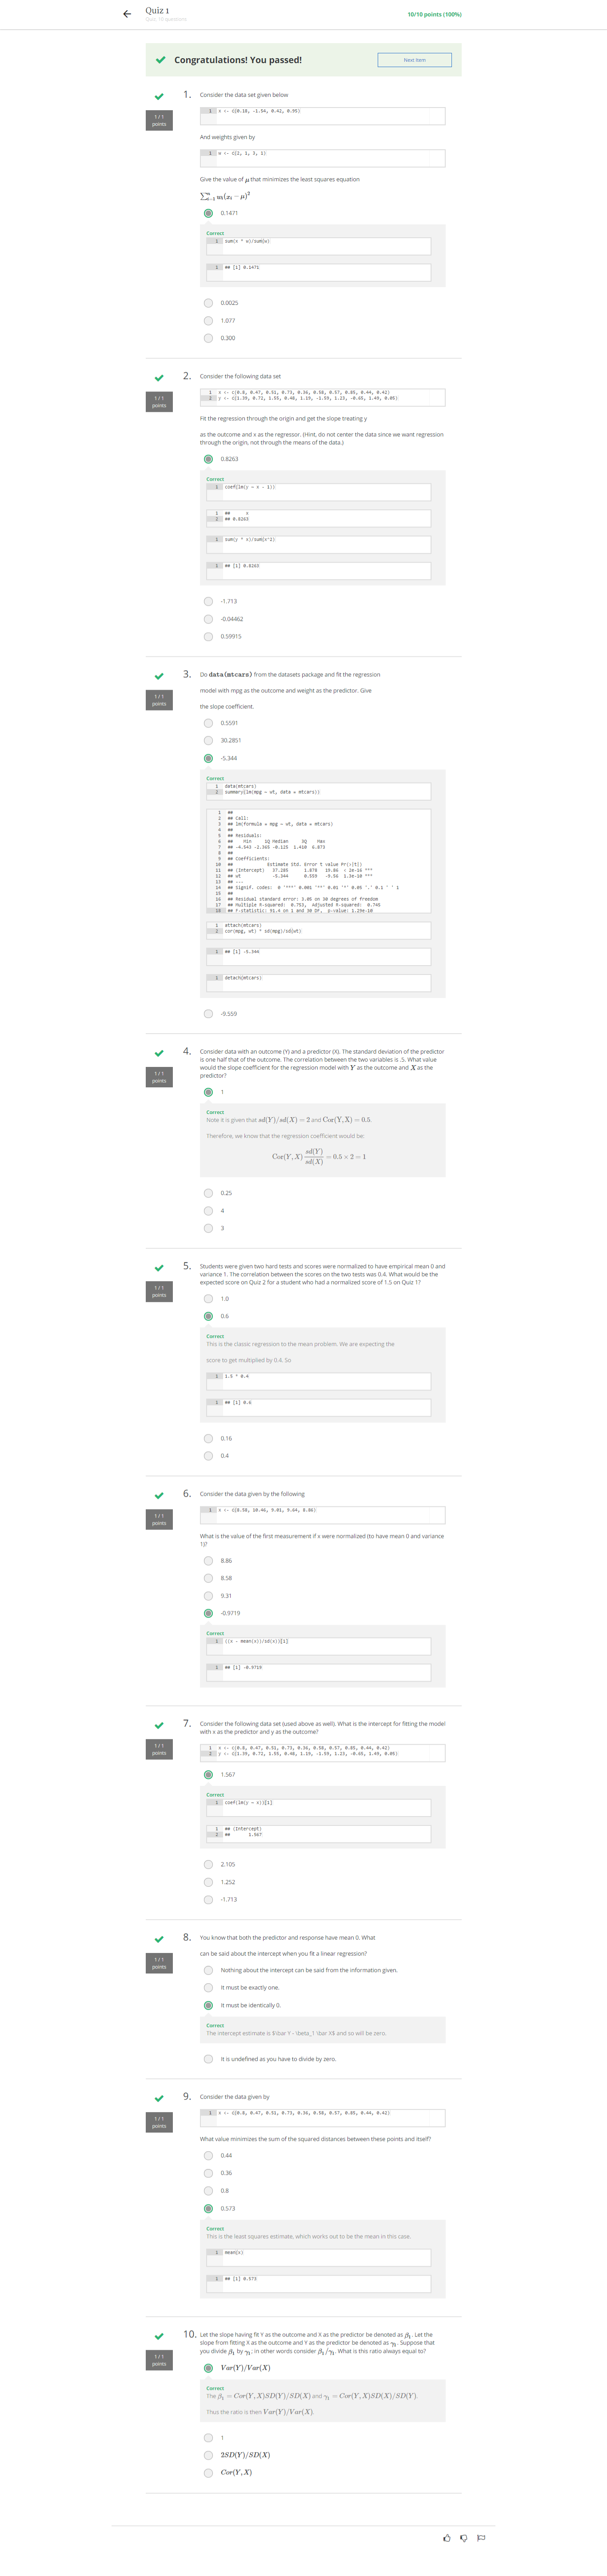 Quiz 1
Quiz, 10 questions
10/10 points (100%)
Congratulations! You passed!
Next Item
1.
1 / 1
points
Consider the data set given below
1 x <- c(0.18, -1.54, 0.42, 0.95)
And weights given by
1 w <- c(2, 1, 3, 1)
Give the value of μ that minimizes the least squares equation
∑ⁿᵢ₌₁ wᵢ(xᵢ − μ)²
0.1471
Correct
1 sum(x * w)/sum(w)
1 ## [1] 0.1471
0.0025
1.077
0.300
2.
1 / 1
points
Consider the following data set
1 x <- c(0.8, 0.47, 0.51, 0.73, 0.36, 0.58, 0.57, 0.85, 0.44, 0.42)
2 y <- c(1.39, 0.72, 1.55, 0.48, 1.19, -1.59, 1.23, -0.65, 1.49, 0.05)
Fit the regression through the origin and get the slope treating y
as the outcome and x as the regressor. (Hint, do not center the data since we want regression
through the origin, not through the means of the data.)
0.8263
Correct
1 coef(lm(y ~ x - 1))
1 ## x
2 ## 0.8263
1 sum(y * x)/sum(x^2)
1 ## [1] 0.8263
-1.713
-0.04462
0.59915
3.
1 / 1
points
Do data(mtcars) from the datasets package and fit the regression
model with mpg as the outcome and weight as the predictor. Give
the slope coefficient.
0.5591
30.2851
-5.344
Correct
1 data(mtcars)
2 summary(lm(mpg ~ wt, data = mtcars))
1 ##
2 ## Call:
3 ## lm(formula = mpg ~ wt, data = mtcars)
4 ##
5 ## Residuals:
6 ## Min 1Q Median 3Q Max
7 ## -4.543 -2.365 -0.125 1.410 6.873
8 ##
9 ## Coefficients:
10 ## Estimate Std. Error t value Pr(>|t|)
11 ## (Intercept) 37.285 1.878 19.86 < 2e-16 ***
12 ## wt -5.344 0.559 -9.56 1.3e-10 ***
13 ## ---
14 ## Signif. codes: 0 '***' 0.001 '**' 0.01 '*' 0.05 '.' 0.1 ' ' 1
15 ##
16 ## Residual standard error: 3.05 on 30 degrees of freedom
17 ## Multiple R-squared: 0.753, Adjusted R-squared: 0.745
18 ## F-statistic: 91.4 on 1 and 30 DF, p-value: 1.29e-10
1 attach(mtcars)
2 cor(mpg, wt) * sd(mpg)/sd(wt)
1 ## [1] -5.344
1 detach(mtcars)
-9.559
4.
1 / 1
points
Consider data with an outcome (Y) and a predictor (X). The standard deviation of the predictor
is one half that of the outcome. The correlation between the two variables is .5. What value
would the slope coefficient for the regression model with Y as the outcome and X as the
predictor?
1
Correct
Note it is given that sd(Y)/sd(X) = 2 and Cor(Y,X) = 0.5.
Therefore, we know that the regression coefficient would be:
Cor(Y, X) sd(Y)/sd(X) = 0.5 × 2 = 1
0.25
4
3
5.
1 / 1
points
Students were given two hard tests and scores were normalized to have empirical mean 0 and
variance 1. The correlation between the scores on the two tests was 0.4. What would be the
expected score on Quiz 2 for a student who had a normalized score of 1.5 on Quiz 1?
1.0
0.6
Correct
This is the classic regression to the mean problem. We are expecting the
score to get multiplied by 0.4. So
1 1.5 * 0.4
1 ## [1] 0.6
0.16
0.4
6.
1 / 1
points
Consider the data given by the following
1 x <- c(8.58, 10.46, 9.01, 9.64, 8.86)
What is the value of the first measurement if x were normalized (to have mean 0 and variance
1)?
8.86
8.58
9.31
-0.9719
Correct
1 ((x - mean(x))/sd(x))[1]
1 ## [1] -0.9719
7.
1 / 1
points
Consider the following data set (used above as well). What is the intercept for fitting the model
with x as the predictor and y as the outcome?
1 x <- c(0.8, 0.47, 0.51, 0.73, 0.36, 0.58, 0.57, 0.85, 0.44, 0.42)
2 y <- c(1.39, 0.72, 1.55, 0.48, 1.19, -1.59, 1.23, -0.65, 1.49, 0.05)
1.567
Correct
1 coef(lm(y ~ x))[1]
1 ## (Intercept)
2 ## 1.567
2.105
1.252
-1.713
8.
1 / 1
points
You know that both the predictor and response have mean 0. What
can be said about the intercept when you fit a linear regression?
Nothing about the intercept can be said from the information given.
It must be exactly one.
It must be identically 0.
Correct
The intercept estimate is $\bar Y - \beta_1 \bar X$ and so will be zero.
It is undefined as you have to divide by zero.
9.
1 / 1
points
Consider the data given by
1 x <- c(0.8, 0.47, 0.51, 0.73, 0.36, 0.58, 0.57, 0.85, 0.44, 0.42)
What value minimizes the sum of the squared distances between these points and itself?
0.44
0.36
0.8
0.573
Correct
This is the least squares estimate, which works out to be the mean in this case.
1 mean(x)
1 ## [1] 0.573
10.
1 / 1
points
Let the slope having fit Y as the outcome and X as the predictor be denoted as β₁. Let the
slope from fitting X as the outcome and Y as the predictor be denoted as γ₁. Suppose that
you divide β₁ by γ₁; in other words consider β₁/γ₁. What is this ratio always equal to?
Var(Y)/Var(X)
Correct
The β₁ = Cor(Y, X)SD(Y)/SD(X) and γ₁ = Cor(Y, X)SD(X)/SD(Y).
Thus the ratio is then Var(Y)/Var(X).
1
2SD(Y)/SD(X)
Cor(Y, X)